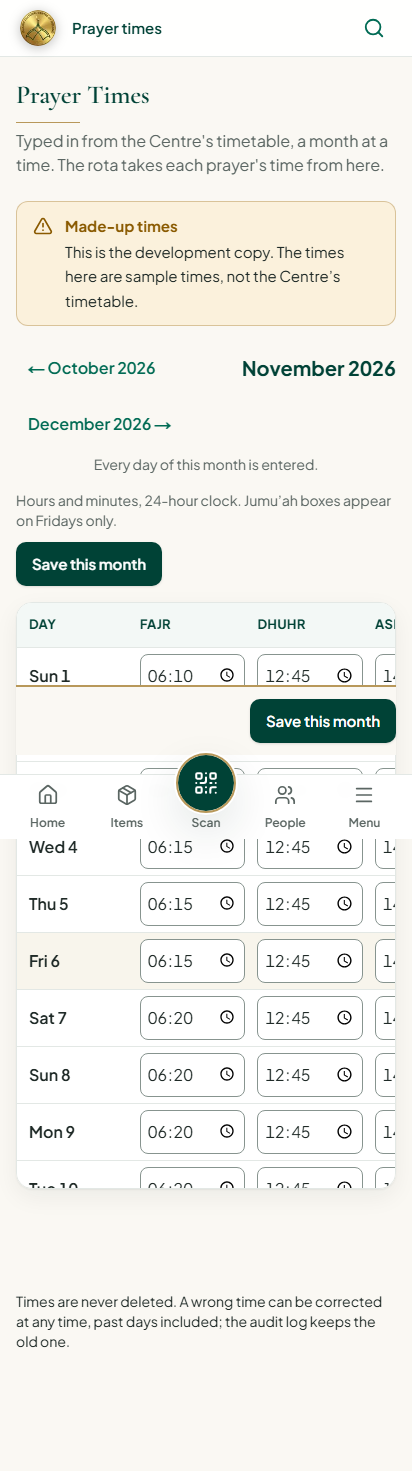 Prayer times
Prayer Times
Typed in from the Centre's timetable, a month at a
time. The rota takes each prayer's time from here.
Made-up times
This is the development copy. The times
here are sample times, not the Centre's
timetable.
← October 2026
November 2026
December 2026 →
Every day of this month is entered.
Hours and minutes, 24-hour clock. Jumu'ah boxes appear
on Fridays only.
Save this month
DAY FAJR DHUHR
Sun 1 06:10 12:45
Save this month
Home Items Scan People Menu
Wed 4 06:15 12:45
Thu 5 06:15 12:45
Fri 6 06:15 12:45
Sat 7 06:20 12:45
Sun 8 06:20 12:45
Mon 9 06:20 12:45
Tue 10 06:20 12:45
Times are never deleted. A wrong time can be corrected
at any time, past days included; the audit log keeps the
old one.